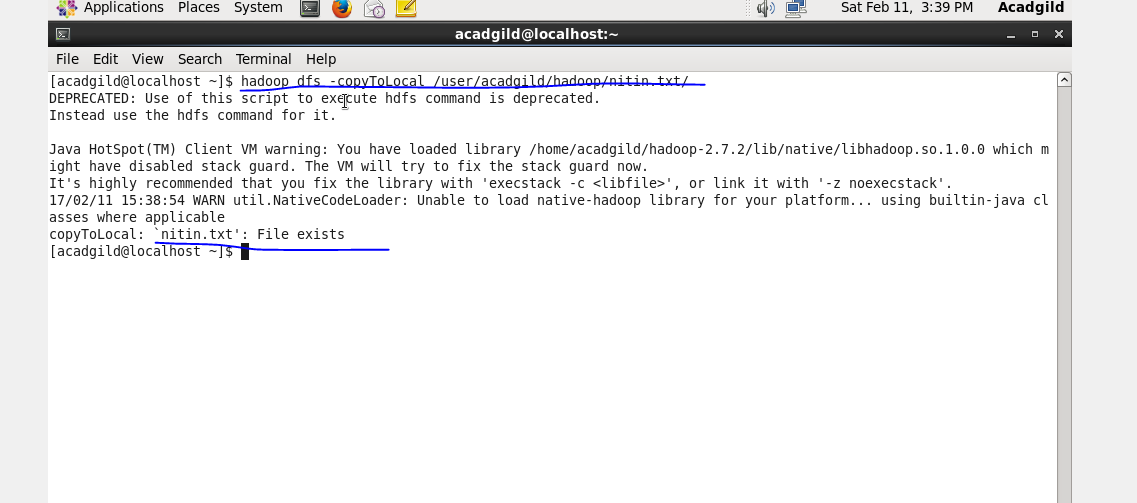 Applications Places System Sat Feb 11, 3:39 PM Acadgild
acadgild@localhost:~
File Edit View Search Terminal Help
[acadgild@localhost ~]$ hadoop dfs -copyToLocal /user/acadgild/hadoop/nitin.txt/
DEPRECATED: Use of this script to execute hdfs command is deprecated.
Instead use the hdfs command for it.
Java HotSpot(TM) Client VM warning: You have loaded library /home/acadgild/hadoop-2.7.2/lib/native/libhadoop.so.1.0.0 which m
ight have disabled stack guard. The VM will try to fix the stack guard now.
It's highly recommended that you fix the library with 'execstack -c <libfile>', or link it with '-z noexecstack'.
17/02/11 15:38:54 WARN util.NativeCodeLoader: Unable to load native-hadoop library for your platform... using builtin-java cl
asses where applicable
copyToLocal: `nitin.txt': File exists
[acadgild@localhost ~]$